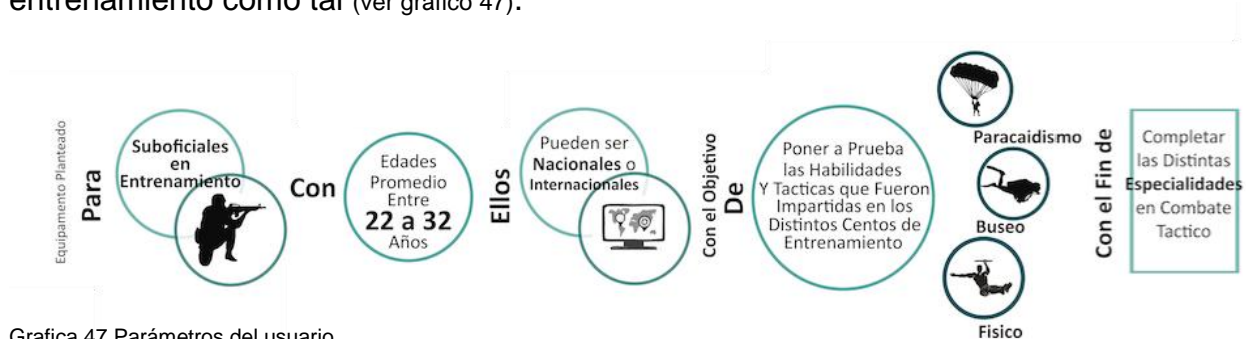 entrenamiento como tal (ver gráfico 47).
Equipamento Planteado
Para
Suboficiales
en
Entrenamiento
Con
Edades
Promedio
Entre
22 a 32
Años
Ellos
Pueden ser
Nacionales o
Internacionales
Con el Objetivo
De
Poner a Prueba
las Habilidades
Y Tacticas que Fueron
Impartidas en los
Distintos Centos de
Entrenamiento
Paracaidismo
Buseo
Fisico
Con el Fin de
Completar
las Distintas
Especialidades
en Combate
Tactico
Grafica 47 Parámetros del usuario